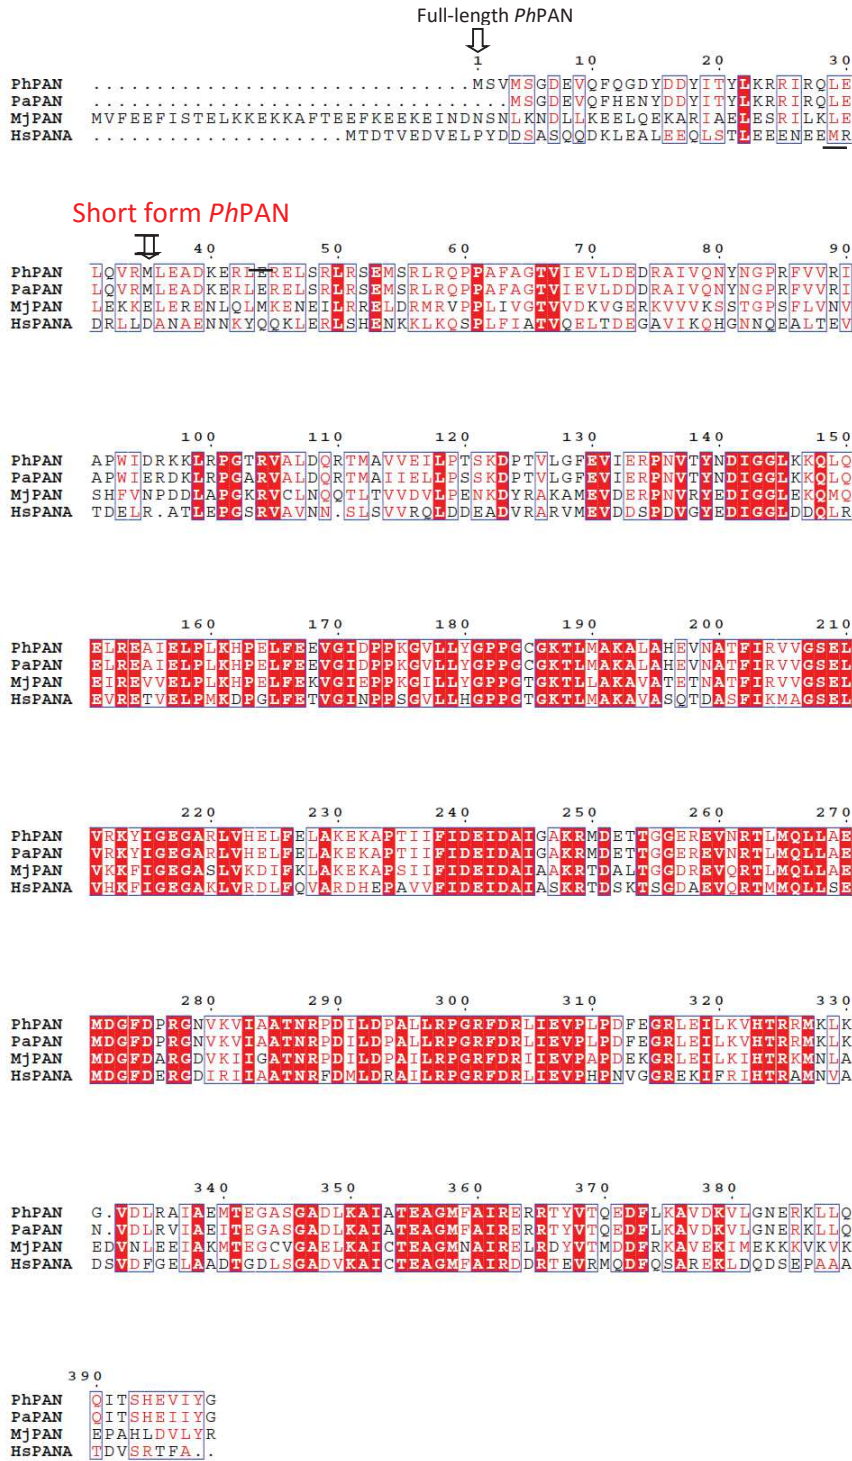 Full-length PhPAN
1 10 20 30
PhPAN ..............................MSVMSGDEVQFQGDYDDYITYLKRRIRQLE
PaPAN .................................MSGDEVQFHENYDDYITYLKRRIRQLE
MjPAN MVFEEFISTELKKEKKAFTEEFKEEKEINDNSNLKNDLLKEELQEKARIAELESRILKLE
HsPANA ....................MTDTVEDVELPYDDSASQQDKLEALEEQLSTLEEENEEMR
Short form PhPAN
40 50 60 70 80 90
PhPAN LQVRMLEADKERLERELSRLRSEMSRLRQPPAFAGTVIEVLDEDRAIVQNYNGPRFVVRI
PaPAN LQVRMLEADKERLERELSRLRSEMSRLRQPPAFAGTVIEVLDDDRAIVQNYNGPRFVVRI
MjPAN LEKKELERENLQLMKENEILRRELDRMRVPPLIVGTVVDKVGERKVVVKSSTGPSFLVNV
HsPANA DRLLDANAENNKYQQKLERLSHENKKLKQSPLFIATVQELTDEGAVIKQHGNNQEALTEV
100 110 120 130 140 150
PhPAN APWIDRKKLRPGTRVALDQRTMAVVEILPTSKDPTVLGFEVIERPNVTYNDIGGLKKQLQ
PaPAN APWIERDKLRPGARVALDQRTMAIIELLPSSKDPTVLGFEVIERPNVTYNDIGGLKKQLQ
MjPAN SHFVNPDDLAPGKRVCLNQQTLTVVDVLPENKDYRAKAMEVDERPNVRYEDIGGLEKQMQ
HsPANA TDELR.ATLEPGSRVAVNN.SLSVVRQLDDEADVRARVMEVDDSPDVGYEDIGGLDDQLR
160 170 180 190 200 210
PhPAN ELREAIELPLKHPELFEEVGIDPPKGVLLYGPPGCGKTLMAKALAHEVNATFIRVVGSEL
PaPAN ELREAIELPLKHPELFEEVGIDPPKGVLLYGPPGCGKTLMAKALAHEVNATFIRVVGSEL
MjPAN EIREVVELPLKHPELFEKVGIEPPKGILLYGPPGTGKTLLAKAVATETNATFIRVVGSEL
HsPANA EVRETVELPMKDPGLFETVGINPPSGVLLHGPPGTGKTLMAKAVASQTDASFIKMAGSEL
220 230 240 250 260 270
PhPAN VRKYIGEGARLVHELFELAKEKAPTIIFIDEIDAIGAKRMDETTGGEREVNRTLMQLLAE
PaPAN VRKYIGEGARLVHELFELAKEKAPTIIFIDEIDAIGAKRMDETTGGEREVNRTLMQLLAE
MjPAN VKKFIGEGASLVKDIFKLAKEKAPSIIFIDEIDAIAAKRTDALTGGDREVQRTLMQLLAE
HsPANA VHKFIGEGAKLVRDLFQVARDHEPAVVFIDEIDAIASKRTDSKTSGDAEVQRTMMQLLSE
280 290 300 310 320 330
PhPAN MDGFDPRGNVKVIAATNRPDILDPALLRPGRFDRLIEVPLPDFEGRLEILKVHTRRMKLK
PaPAN MDGFDPRGNVKVIAATNRPDILDPALLRPGRFDRLIEVPLPDFEGRLEILKVHTRRMKLK
MjPAN MDGFDARGDVKIIGATNRPDILDPAILRPGRFDRIIEVPAPDEKGRLEILKIHTRKMNLA
HsPANA MDGFDERGDIRIIAATNRFDMLDRAILRPGRFDRLIEVPHPNVGGREKIFRIHTRAMNVA
340 350 360 370 380
PhPAN G.VDLRAIAEMTEGASGADLKAIATEAGMFAIRERRTYVTQEDFLKAVDKVLGNERKLLQ
PaPAN N.VDLRVIAEITEGASGADLKAIATEAGMFAIRERRTYVTQEDFLKAVDKVLGNERKLLQ
MjPAN EDVNLEEIAKMTEGCVGAELKAICTEAGMNAIRELRDYVTMDDFRKAVEKIMEKKKVKVK
HsPANA DSVDFGELAADTGDLSGADVKAICTEAGMFAIRDDRTEVRMQDFQSAREKLDQDSEPAAA
390
PhPAN QITSHEVIYG
PaPAN QITSHEIIYG
MjPAN EPAHLDVLYR
HsPANA TDVSRTFA..